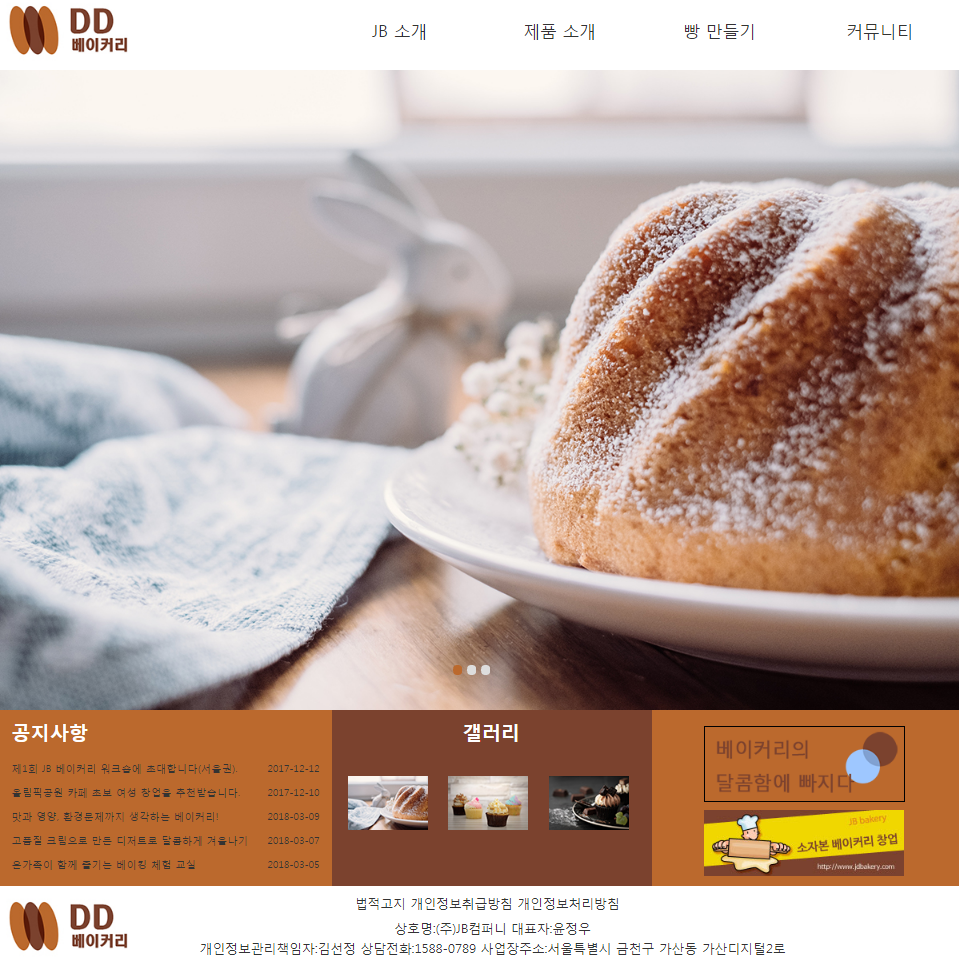 DD
베이커리
JB 소개
제품 소개
빵 만들기
커뮤니티
공지사항
제1회 JB 베이커리 워크숍에 초대합니다(서울권). 2017-12-12
올림픽공원 카페 초보 여성 창업을 추천받습니다. 2017-12-10
맛과 영양, 환경문제까지 생각하는 베이커리! 2018-03-09
고품질 크림으로 만든 디저트로 달콤하게 겨울나기 2018-03-09
온가족이 함께 즐기는 베이킹 체험 교실 2018-03-05
갤러리
베이커리의
달콤함에 빠지다
JB bakery
소자본 베이커리 창업
http://www.jdbakery.com
DD
베이커리
법적고지 개인정보취급방침 개인정보처리방침
상호명:(주)JB컴퍼니 대표자:윤정우
개인정보관리책임자:김선정 상담전화:1588-0789 사업장주소:서울특별시 금천구 가산동 가산디지털2로